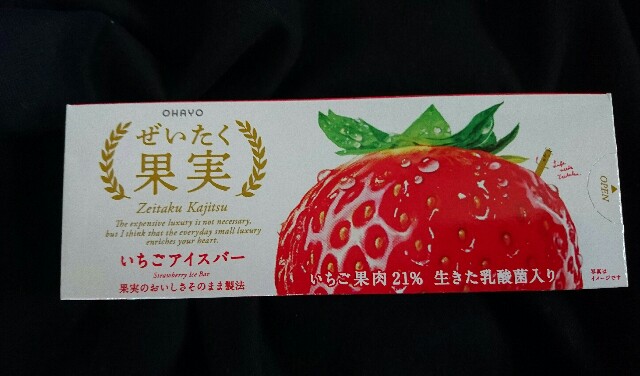 OHAYO
ぜいたく
果実
Zeitaku Kajitsu
The expensive luxury is not necessary,
but I think that the everyday small luxury
enriches your heart.
いちごアイスバー
Strawberry Ice Bar
果実のおいしさそのまま製法
いちご果肉21% 生きた乳酸菌入り
OPEN
写真は
イメージです